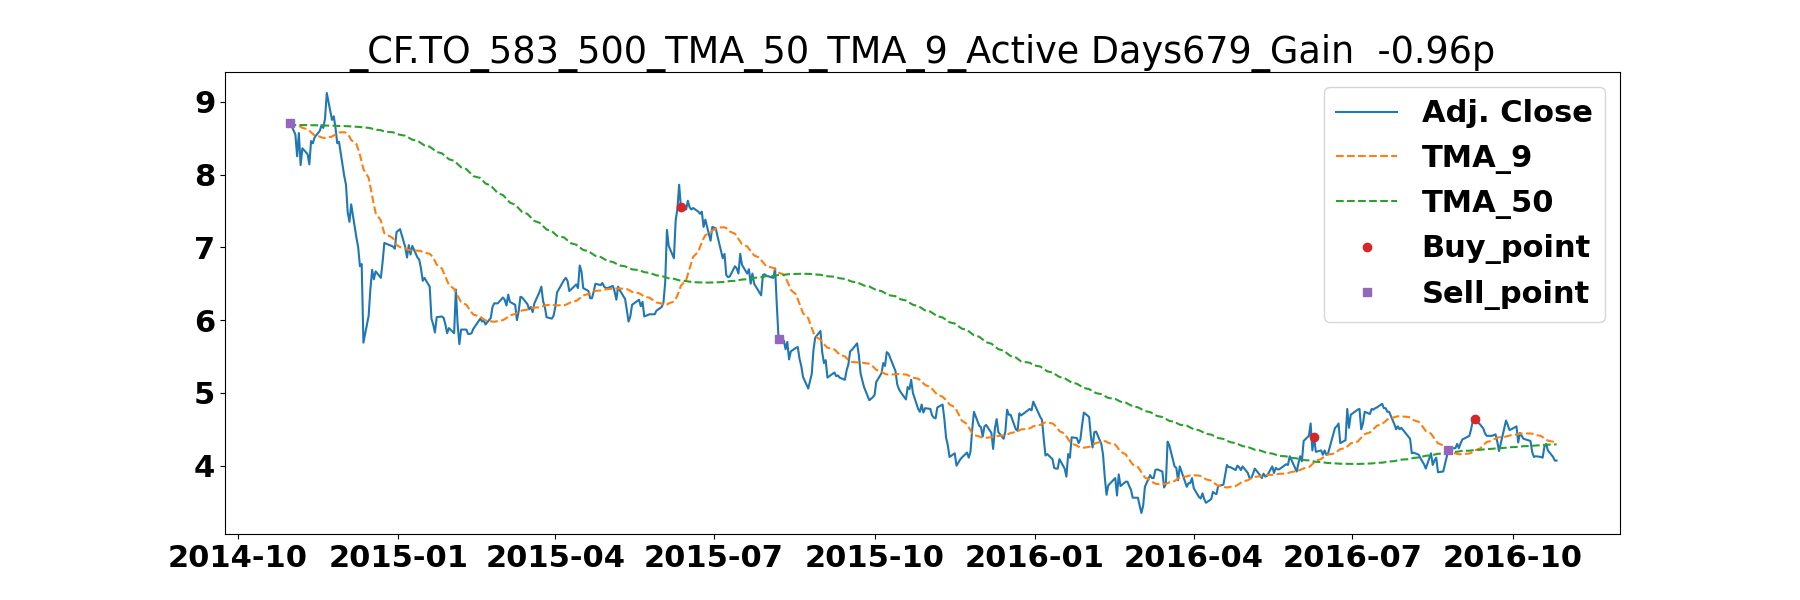 _CF.TO_583_500_TMA_50_TMA_9_Active Days679_Gain  -0.96p
9
8
7
6
5
4
Adj. Close
TMA_9
TMA_50
Buy_point
Sell_point
2014-10 2015-01 2015-04 2015-07 2015-10 2016-01 2016-04 2016-07 2016-10